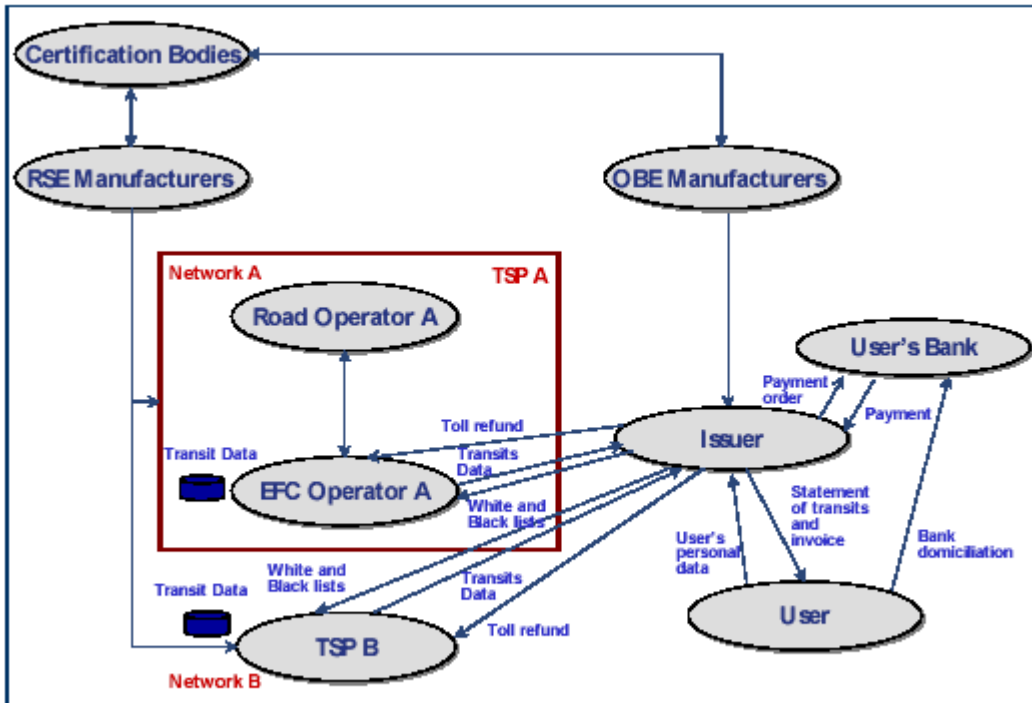 Certification Bodies
RSE Manufacturers
OBE Manufacturers
Network A
TSP A
Road Operator A
User's Bank
Payment
order
Payment
Toll refund
Issuer
Transit Data
Transits
Data
EFC Operator A
White and
Black lists
Statement
of transits
and
invoice
User's
personal
data
Bank
domiciliation
White and
Black lists
Transits
Data
Transit Data
User
Toll refund
TSP B
Network B